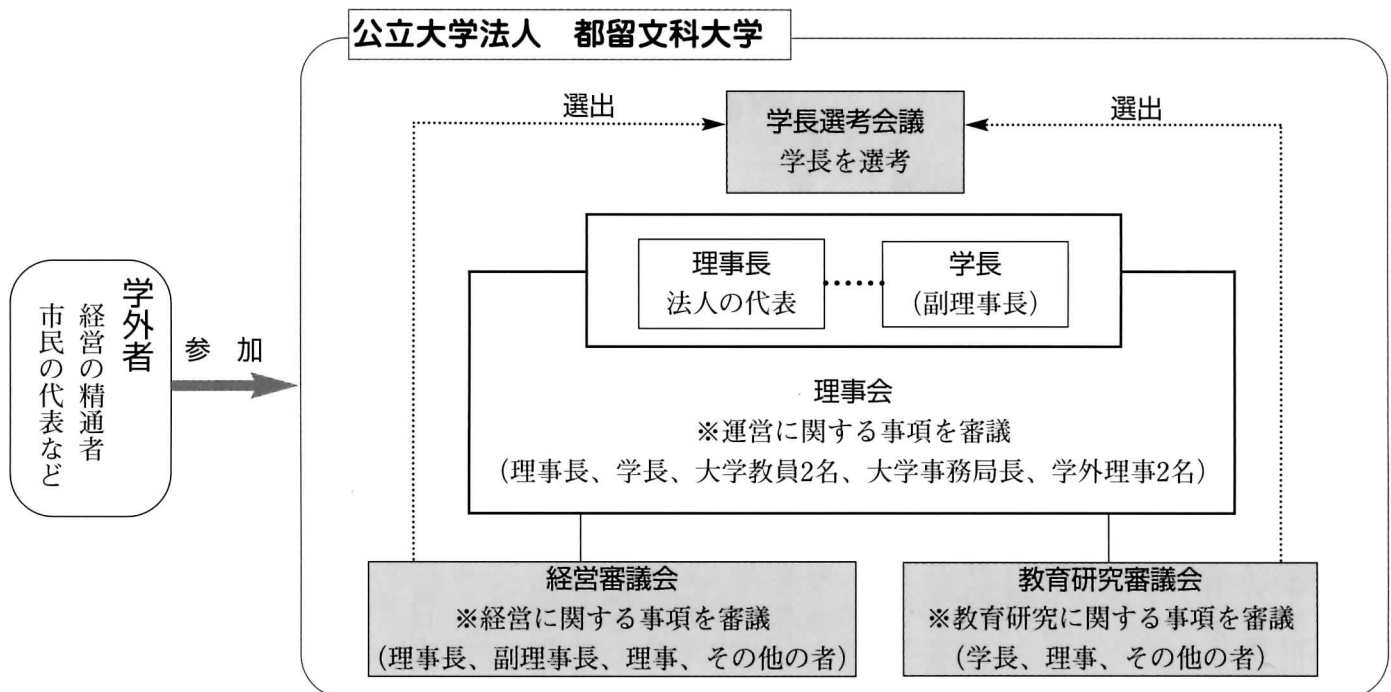 公立大学法人　都留文科大学
選出
選出
学長選考会議
学長を選考
理事長
法人の代表
学長
（副理事長）
学外者
経営の精通者
市民の代表など
参　加
理事会
※運営に関する事項を審議
（理事長、学長、大学教員2名、大学事務局長、学外理事2名）
経営審議会
※経営に関する事項を審議
（理事長、副理事長、理事、その他の者）
教育研究審議会
※教育研究に関する事項を審議
（学長、理事、その他の者）